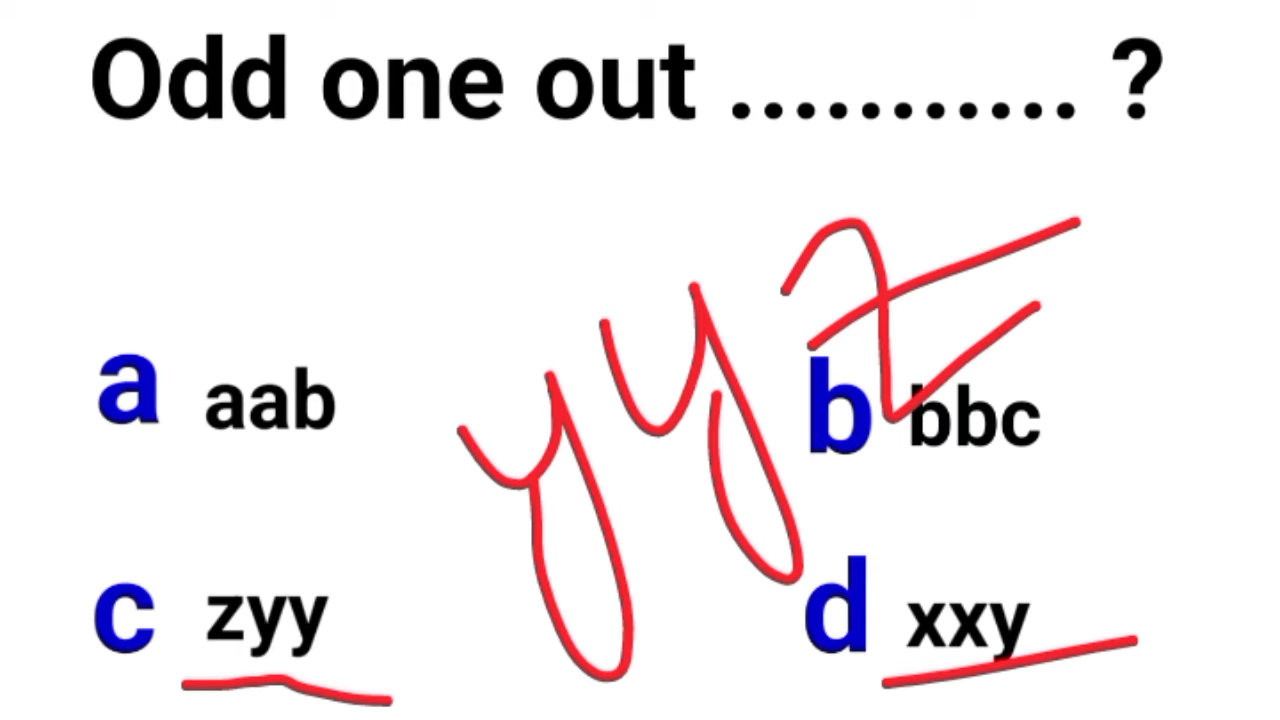 Odd one out ........... ?
yyz
a aab
b bbc
c zyy
d xxy